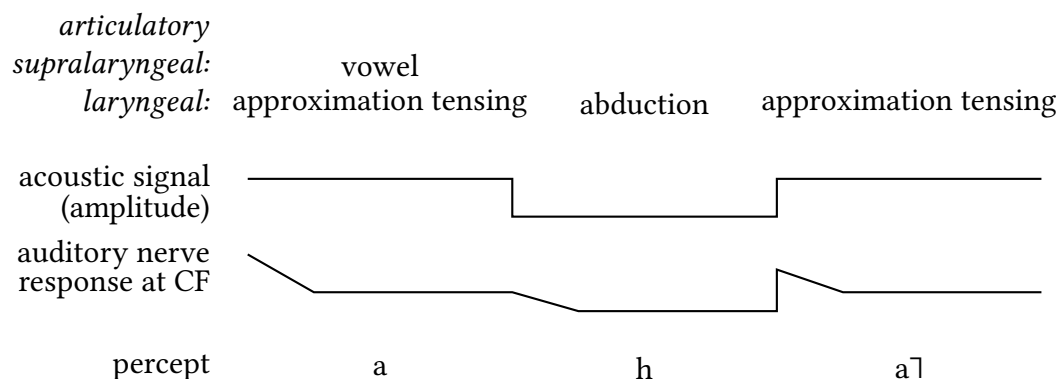 articulatory
supralaryngeal: vowel
laryngeal: approximation tensing abduction approximation tensing
acoustic signal
(amplitude)
auditory nerve
response at CF
percept a h a˥